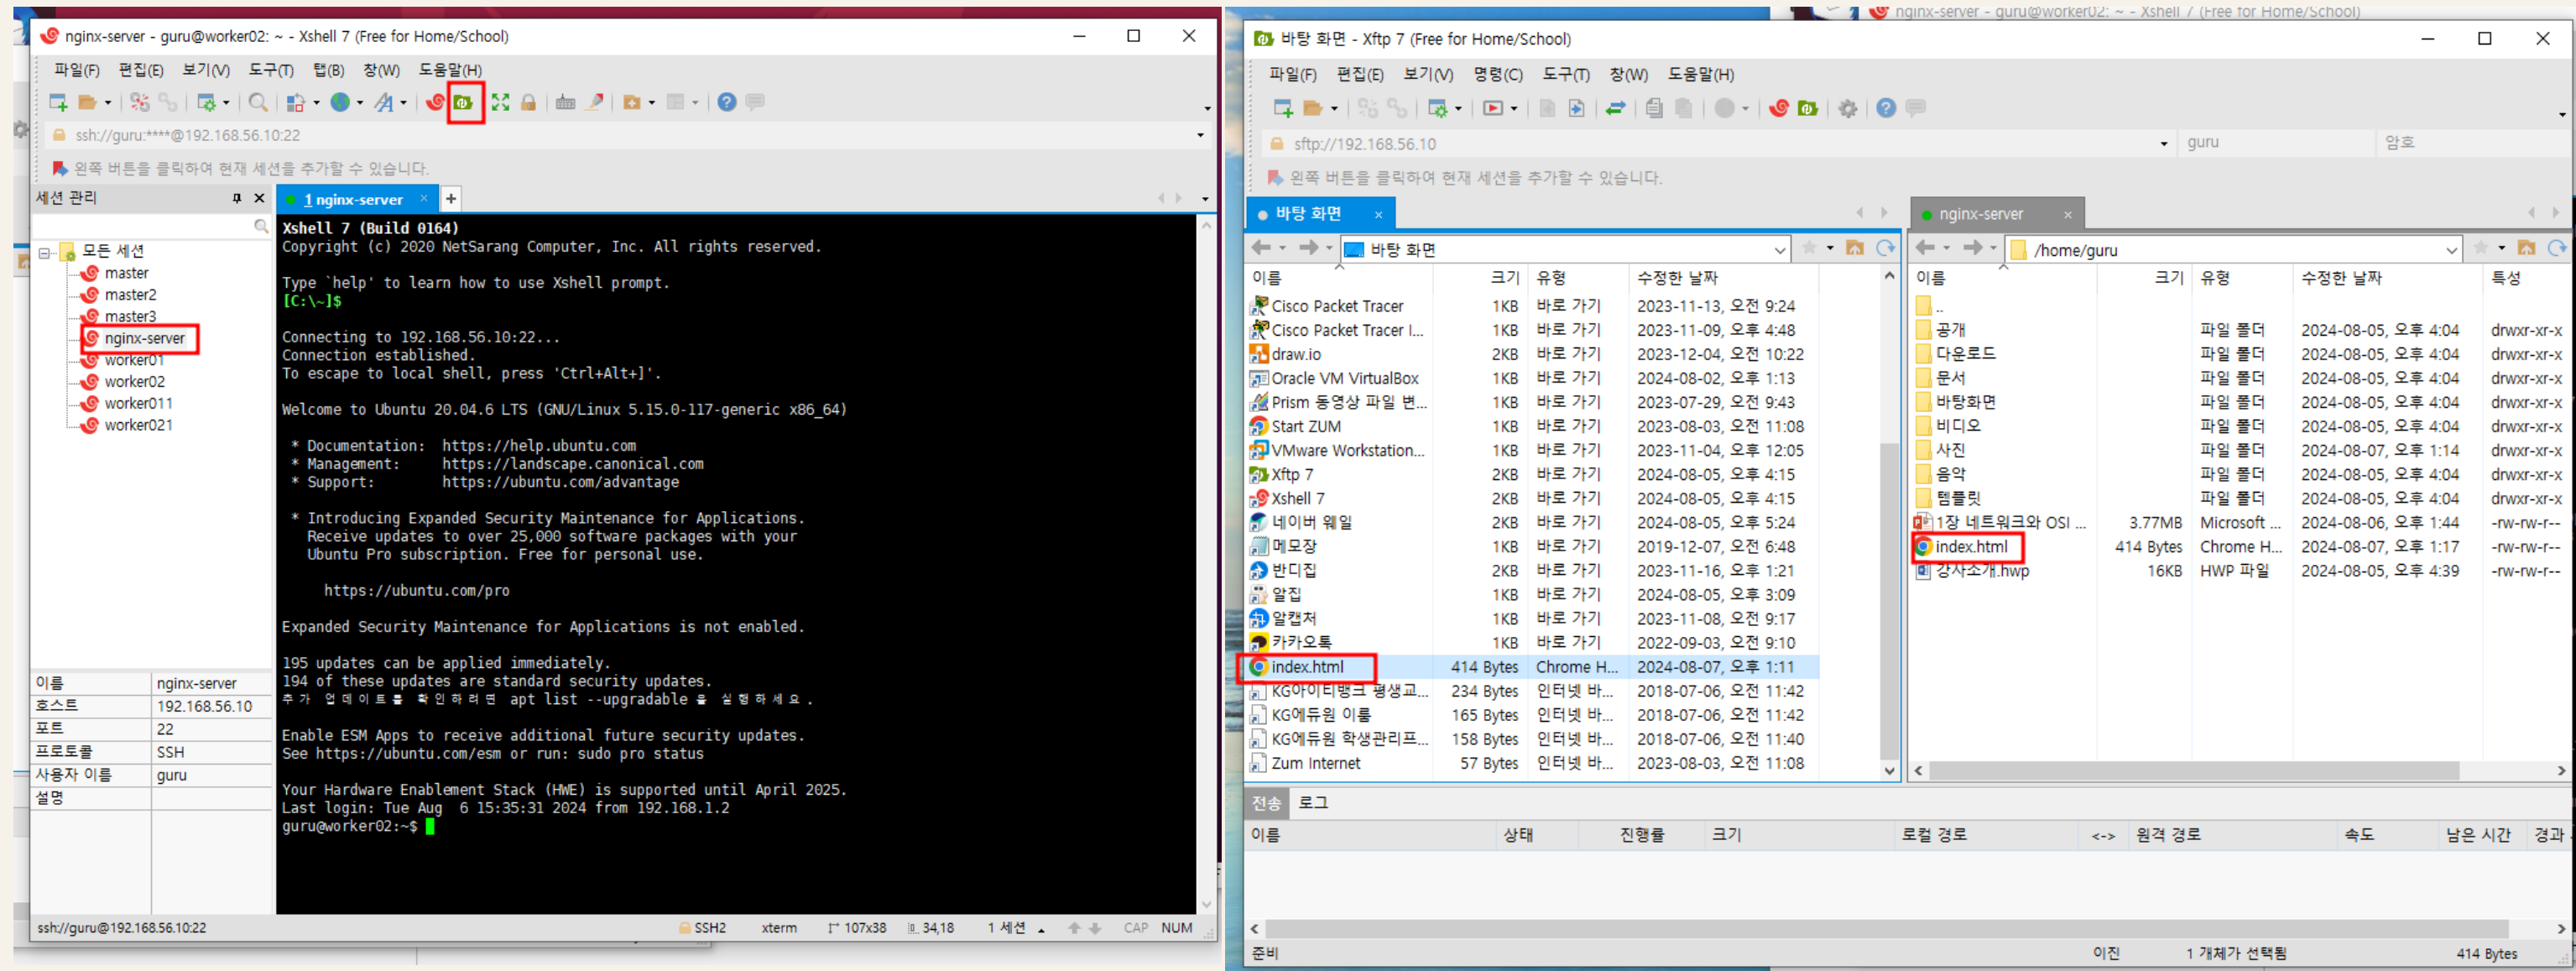 nginx-server - guru@worker02: ~ - Xshell 7 (Free for Home/School)
파일(F) 편집(E) 보기(V) 도구(T) 탭(B) 창(W) 도움말(H)
ssh://guru:****@192.168.56.10:22
왼쪽 버튼을 클릭하여 현재 세션을 추가할 수 있습니다.
세션 관리
1 nginx-server
모든 세션
master
master2
master3
nginx-server
worker01
worker02
worker011
worker021
이름 nginx-server
호스트 192.168.56.10
포트 22
프로토콜 SSH
사용자 이름 guru
설명
Xshell 7 (Build 0164)
Copyright (c) 2020 NetSarang Computer, Inc. All rights reserved.
Type `help' to learn how to use Xshell prompt.
[C:\~]$
Connecting to 192.168.56.10:22...
Connection established.
To escape to local shell, press 'Ctrl+Alt+]'.
Welcome to Ubuntu 20.04.6 LTS (GNU/Linux 5.15.0-117-generic x86_64)
* Documentation: https://help.ubuntu.com
* Management: https://landscape.canonical.com
* Support: https://ubuntu.com/advantage
* Introducing Expanded Security Maintenance for Applications.
Receive updates to over 25,000 software packages with your
Ubuntu Pro subscription. Free for personal use.
https://ubuntu.com/pro
Expanded Security Maintenance for Applications is not enabled.
195 updates can be applied immediately.
194 of these updates are standard security updates.
추가 업데이트를 확인하려면 apt list --upgradable 을 실행하세요.
Enable ESM Apps to receive additional future security updates.
See https://ubuntu.com/esm or run: sudo pro status
Your Hardware Enablement Stack (HWE) is supported until April 2025.
Last login: Tue Aug  6 15:35:31 2024 from 192.168.1.2
guru@worker02:~$
ssh://guru@192.168.56.10:22 SSH2 xterm 107x38 34,18 1 세션 CAP NUM
nginx-server - guru@worker02: ~ - Xshell 7 (Free for Home/School)
바탕 화면 - Xftp 7 (Free for Home/School)
파일(F) 편집(E) 보기(V) 명령(C) 도구(T) 창(W) 도움말(H)
sftp://192.168.56.10 guru 암호
왼쪽 버튼을 클릭하여 현재 세션을 추가할 수 있습니다.
바탕 화면
바탕 화면
이름 크기 유형 수정한 날짜
Cisco Packet Tracer 1KB 바로 가기 2023-11-13, 오전 9:24
Cisco Packet Tracer I... 1KB 바로 가기 2023-11-09, 오후 4:48
draw.io 2KB 바로 가기 2023-12-04, 오전 10:22
Oracle VM VirtualBox 1KB 바로 가기 2024-08-02, 오후 1:13
Prism 동영상 파일 변... 1KB 바로 가기 2023-07-29, 오전 9:43
Start ZUM 1KB 바로 가기 2023-08-03, 오전 11:08
VMware Workstation... 1KB 바로 가기 2023-11-04, 오후 12:05
Xftp 7 2KB 바로 가기 2024-08-05, 오후 4:15
Xshell 7 2KB 바로 가기 2024-08-05, 오후 4:15
네이버 웨일 2KB 바로 가기 2024-08-05, 오후 5:24
메모장 1KB 바로 가기 2019-12-07, 오전 6:48
반디집 2KB 바로 가기 2023-11-16, 오후 1:21
알집 1KB 바로 가기 2024-08-05, 오후 3:09
알캡처 1KB 바로 가기 2023-11-08, 오전 9:17
카카오톡 1KB 바로 가기 2022-09-03, 오전 9:10
index.html 414 Bytes Chrome H... 2024-08-07, 오후 1:11
KG아이티뱅크 평생교... 234 Bytes 인터넷 바... 2018-07-06, 오전 11:42
KG에듀원 이룸 165 Bytes 인터넷 바... 2018-07-06, 오전 11:42
KG에듀원 학생관리프... 158 Bytes 인터넷 바... 2018-07-06, 오전 11:40
Zum Internet 57 Bytes 인터넷 바... 2023-08-03, 오전 11:08
nginx-server
/home/guru
이름 크기 유형 수정한 날짜 특성
..
공개 파일 폴더 2024-08-05, 오후 4:04 drwxr-xr-x
다운로드 파일 폴더 2024-08-05, 오후 4:04 drwxr-xr-x
문서 파일 폴더 2024-08-05, 오후 4:04 drwxr-xr-x
바탕화면 파일 폴더 2024-08-05, 오후 4:04 drwxr-xr-x
비디오 파일 폴더 2024-08-05, 오후 4:04 drwxr-xr-x
사진 파일 폴더 2024-08-07, 오후 1:14 drwxr-xr-x
음악 파일 폴더 2024-08-05, 오후 4:04 drwxr-xr-x
템플릿 파일 폴더 2024-08-05, 오후 4:04 drwxr-xr-x
1장 네트워크와 OSI ... 3.77MB Microsoft ... 2024-08-06, 오후 1:44 -rw-rw-r--
index.html 414 Bytes Chrome H... 2024-08-07, 오후 1:17 -rw-rw-r--
강사소개.hwp 16KB HWP 파일 2024-08-05, 오후 4:39 -rw-rw-r--
전송 로그
이름 상태 진행률 크기 로컬 경로 <-> 원격 경로 속도 남은 시간 경과
준비 이진 1 개체가 선택됨 414 Bytes